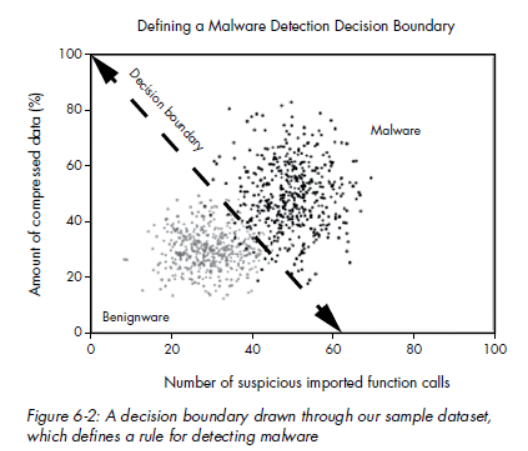 Defining a Malware Detection Decision Boundary
100
80
60
40
20
0
Amount of compressed data (%)
Decision boundary
Malware
Benignware
0 20 40 60 80 100
Number of suspicious imported function calls
Figure 6-2: A decision boundary drawn through our sample dataset,
which defines a rule for detecting malware